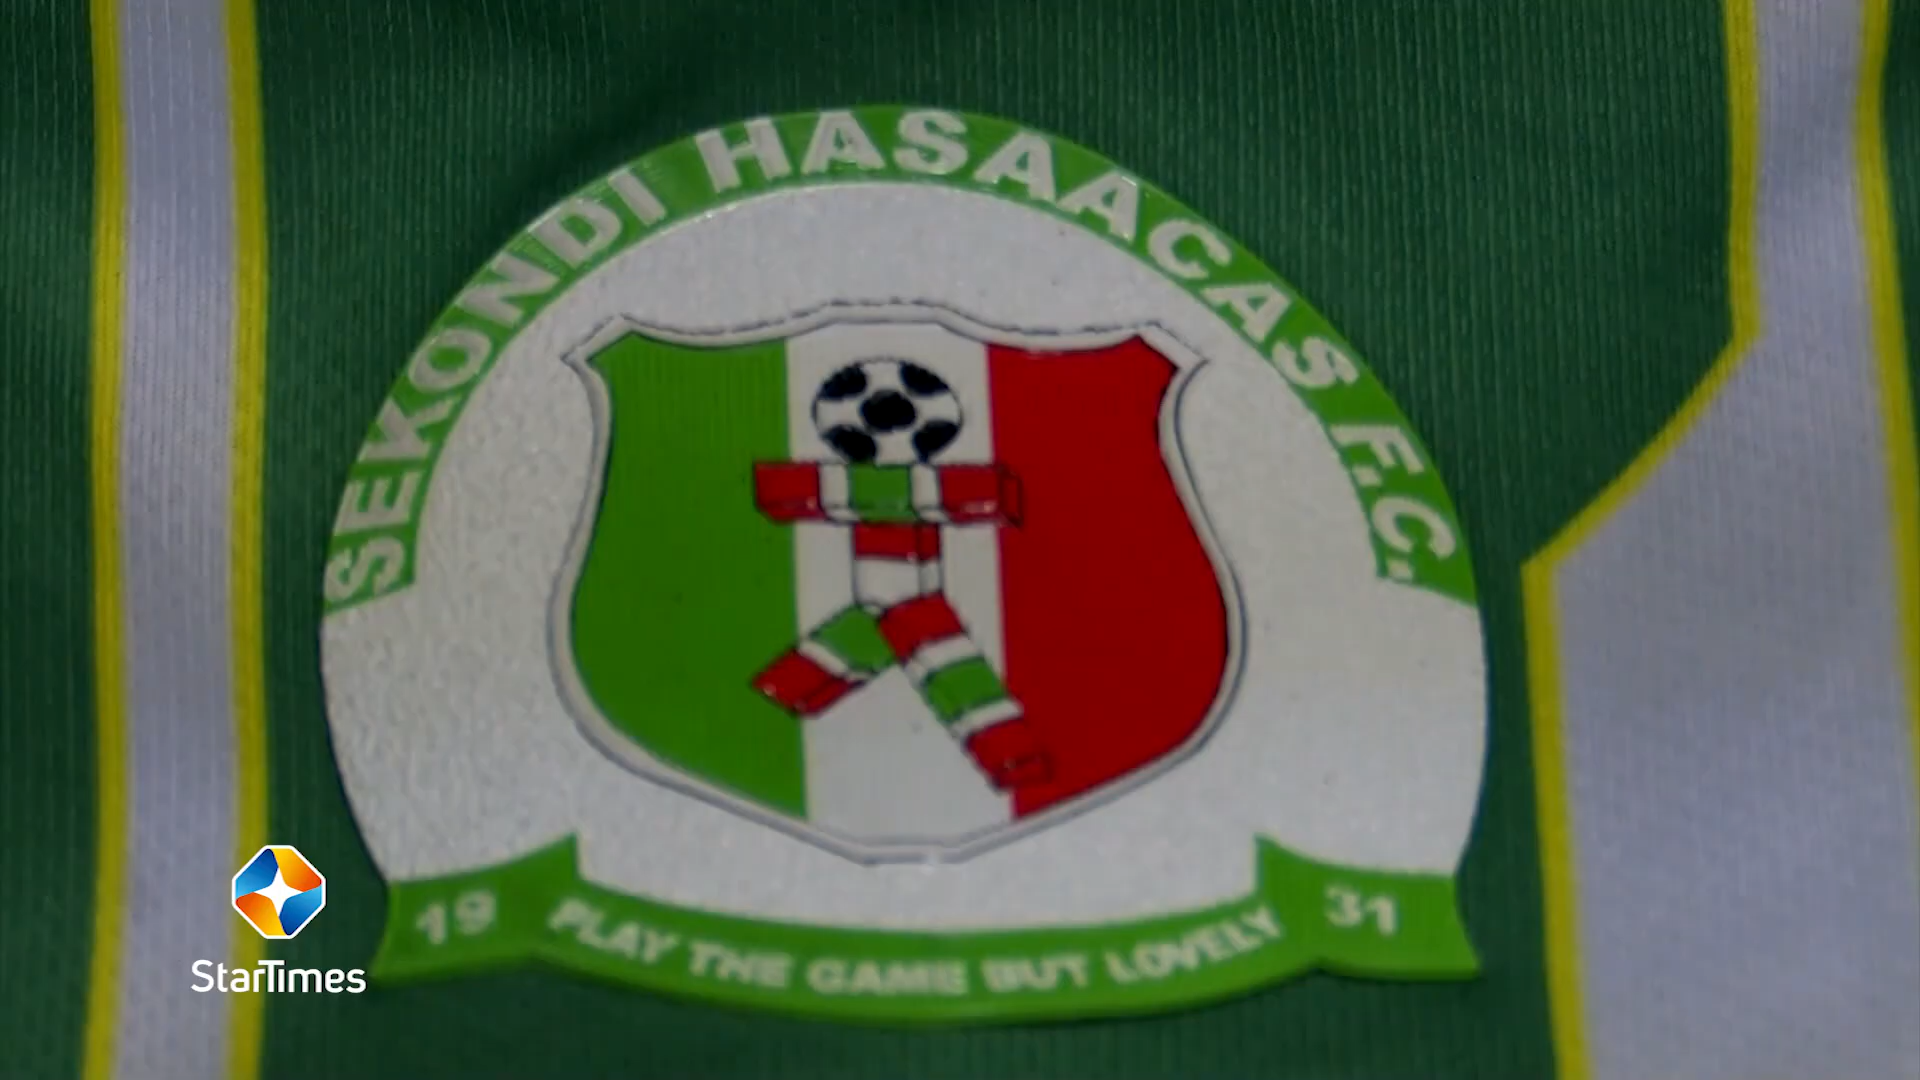 SEKONDI HASAACAS F.C.
19 PLAY THE GAME BUT LOVELY 31
StarTimes